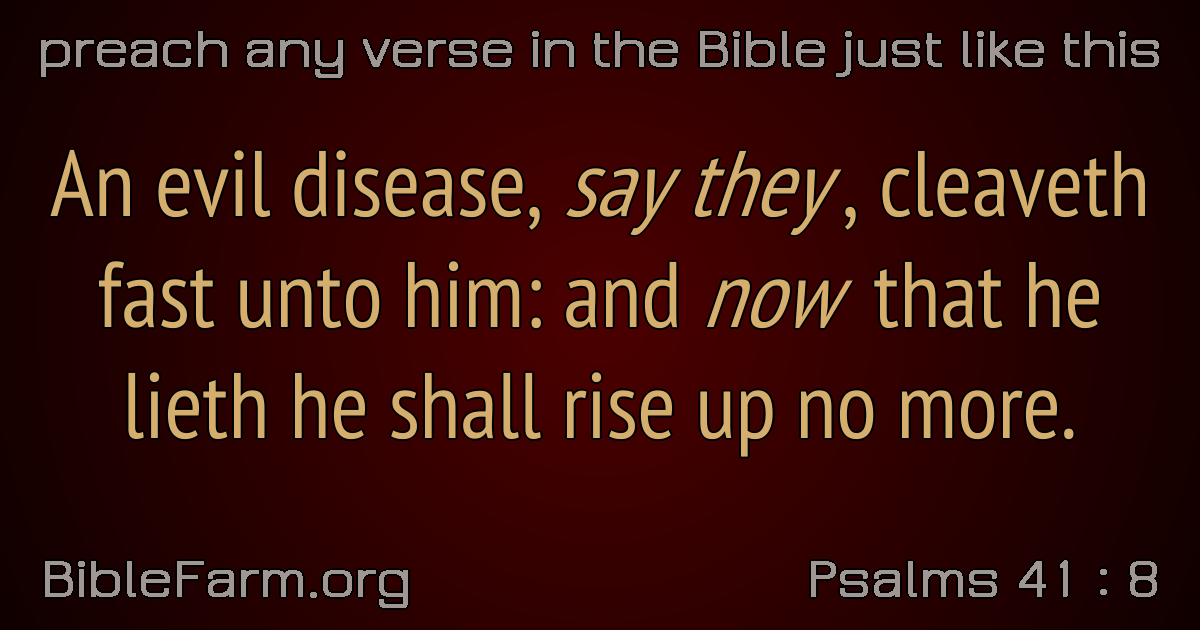 preach any verse in the Bible just like this
An evil disease, say they, cleaveth
fast unto him: and now that he
lieth he shall rise up no more.
BibleFarm.org
Psalms 41 : 8